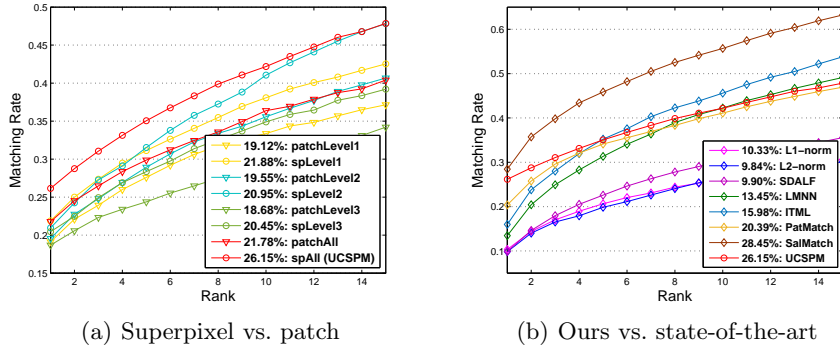 0.5
0.45
0.4
0.35
0.3
0.25
0.2
0.15
Matching Rate
2 4 6 8 10 12 14
Rank
19.12%: patchLevel1
21.88%: spLevel1
19.55%: patchLevel2
20.95%: spLevel2
18.68%: patchLevel3
20.45%: spLevel3
21.78%: patchAll
26.15%: spAll (UCSPM)
(a) Superpixel vs. patch
0.6
0.5
0.4
0.3
0.2
0.1
0
Matching Rate
2 4 6 8 10 12 14
Rank
10.33%: L1-norm
9.84%: L2-norm
9.90%: SDALF
13.45%: LMNN
15.98%: ITML
20.39%: PatMatch
28.45%: SalMatch
26.15%: UCSPM
(b) Ours vs. state-of-the-art